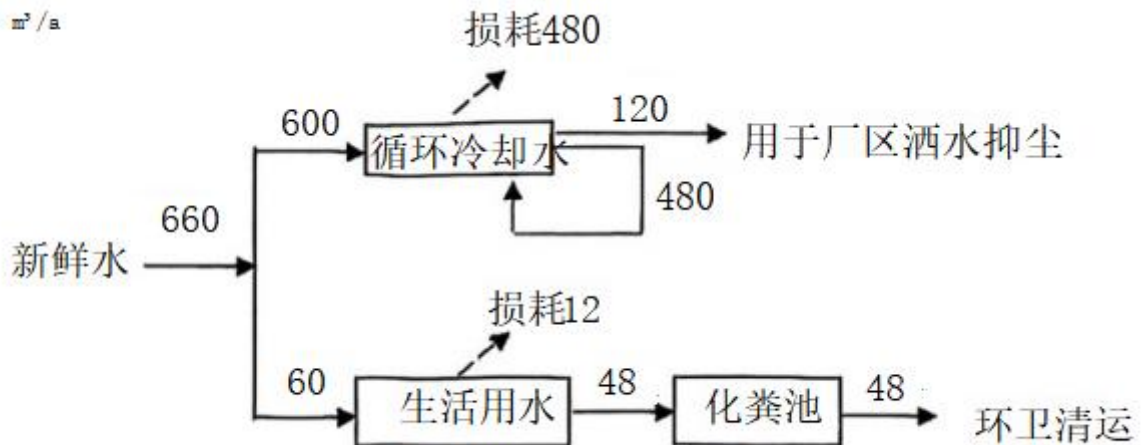 m³/a
损耗480
600
循环冷却水
120
用于厂区洒水抑尘
480
660
新鲜水
损耗12
60
生活用水
48
化粪池
48
环卫清运